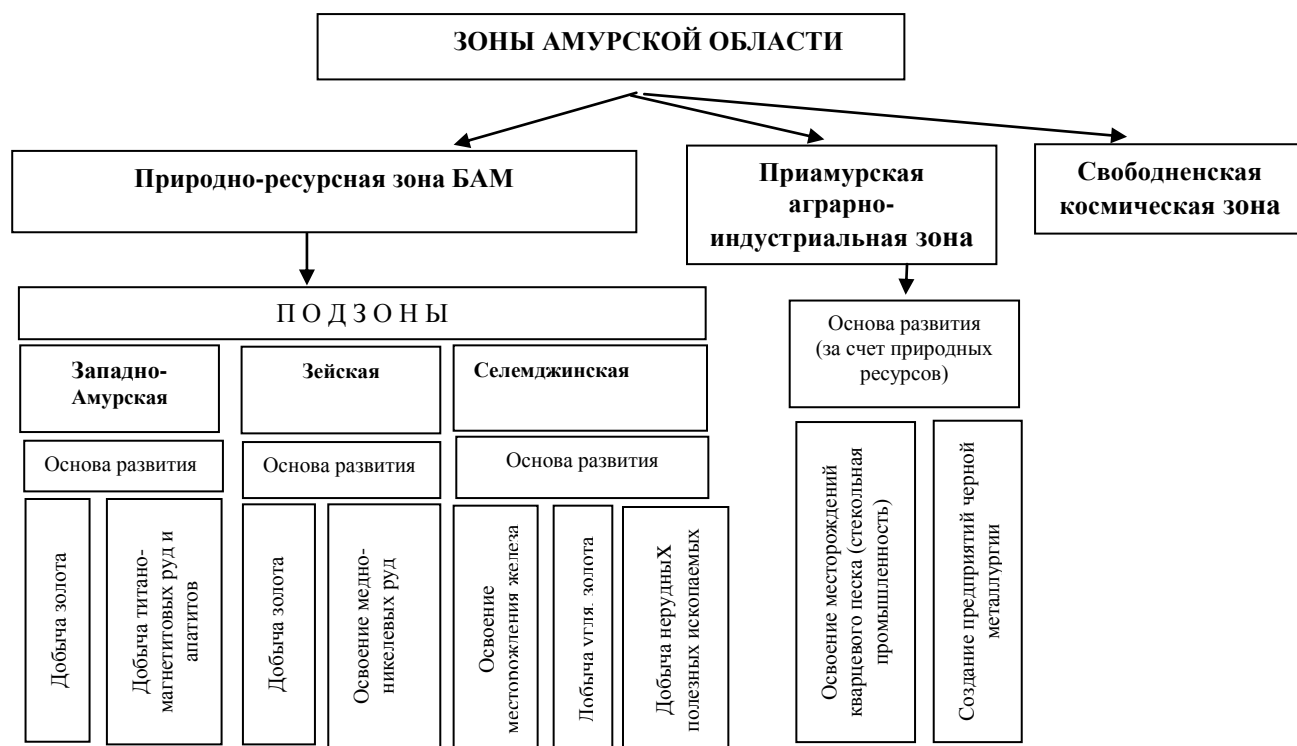 ЗОНЫ АМУРСКОЙ ОБЛАСТИ
Природно-ресурсная зона БАМ
Приамурская
аграрно-
индустриальная зона
Свободненская
космическая зона
П О Д З О Н Ы
Западно-
Амурская
Зейская
Селемджинская
Основа развития
(за счет природных
ресурсов)
Основа развития
Основа развития
Основа развития
Добыча золота
Добыча титано-
магнетитовых руд и
апатитов
Добыча золота
Освоение медно-
никелевых руд
Освоение
месторождения железа
Добыча угля, золота
Добыча нерудных
полезных ископаемых
Освоение месторождений
кварцевого песка (стекольная
промышленность)
Создание предприятий черной
металлургии